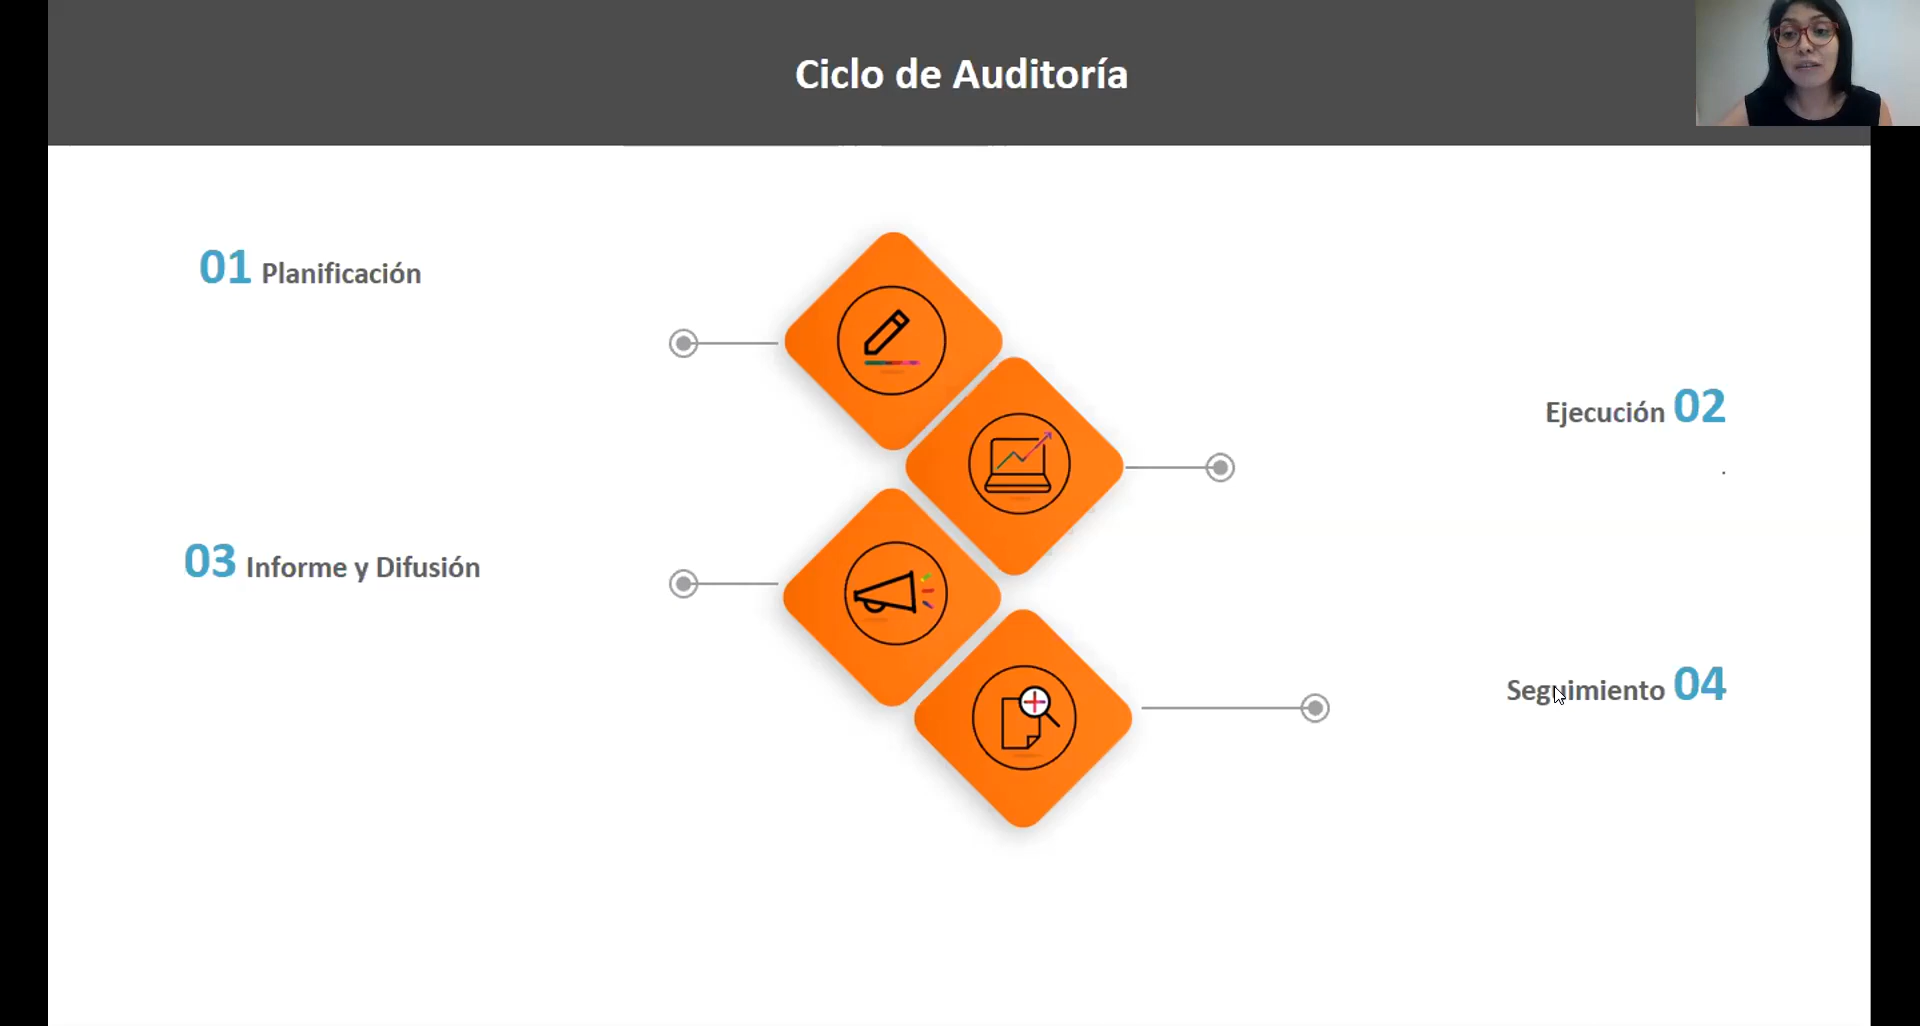 Ciclo de Auditoría
01 Planificación
Ejecución 02
.
03 Informe y Difusión
Seguimiento 04